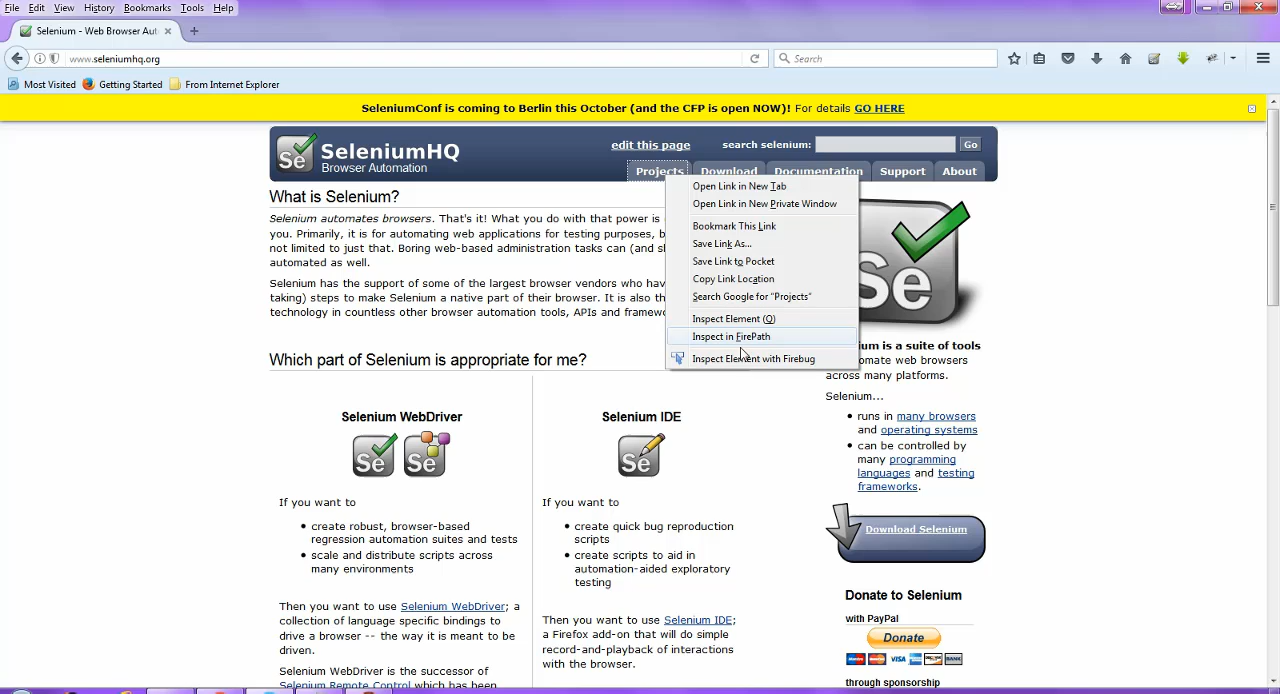 File Edit View History Bookmarks Tools Help
Selenium - Web Browser Aut
www.seleniumhq.org
Search
Most Visited Getting Started From Internet Explorer
SeleniumConf is coming to Berlin this October (and the CFP is open NOW)! For details GO HERE
Se SeleniumHQ
Browser Automation
edit this page search selenium: Go
Projects Download Documentation Support About
What is Selenium?
Selenium automates browsers. That's it! What you do with that power is
you. Primarily, it is for automating web applications for testing purposes, b
not limited to just that. Boring web-based administration tasks can (and s
automated as well.
Selenium has the support of some of the largest browser vendors who hav
taking) steps to make Selenium a native part of their browser. It is also th
technology in countless other browser automation tools, APIs and framew
Open Link in New Tab
Open Link in New Private Window
Bookmark This Link
Save Link As...
Save Link to Pocket
Copy Link Location
Search Google for "Projects"
Inspect Element (Q)
Inspect in FirePath
Inspect Element with Firebug
Which part of Selenium is appropriate for me?
Selenium WebDriver
Se Se
If you want to
• create robust, browser-based
regression automation suites and tests
• scale and distribute scripts across
many environments
Then you want to use Selenium WebDriver; a
collection of language specific bindings to
drive a browser -- the way it is meant to be
driven.
Selenium WebDriver is the successor of
Selenium Remote Control which has been
Selenium IDE
Se
If you want to
• create quick bug reproduction
scripts
• create scripts to aid in
automation-aided exploratory
testing
Then you want to use Selenium IDE;
a Firefox add-on that will do simple
record-and-playback of interactions
with the browser.
Se
ium is a suite of tools
omate web browsers
across many platforms.
Selenium...
• runs in many browsers
and operating systems
• can be controlled by
many programming
languages and testing
frameworks.
Download Selenium
Donate to Selenium
with PayPal
Donate
VISA
through sponsorship